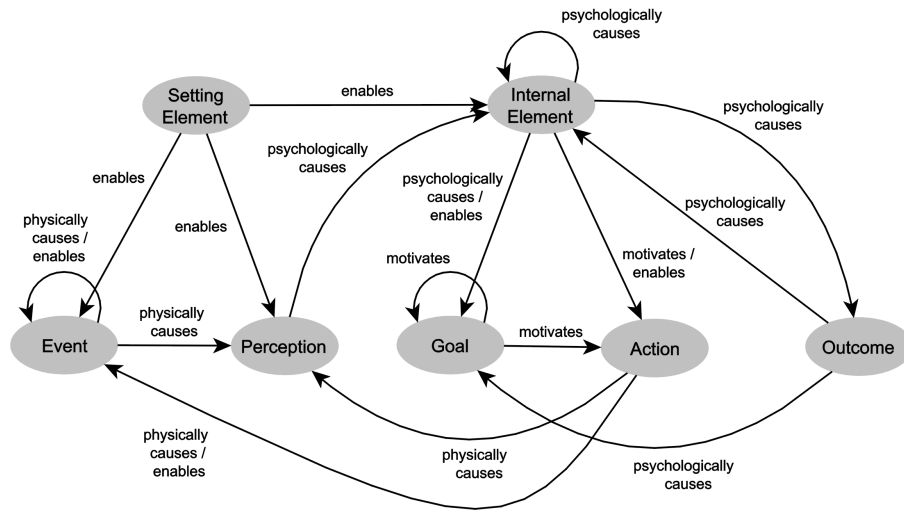 psychologically
causes
Setting
Element
enables
Internal
Element
psychologically
causes
psychologically
causes
enables
psychologically
causes /
enables
psychologically
causes
physically
causes /
enables
enables
motivates
motivates /
enables
physically
causes
Event
Perception
Goal
motivates
Action
Outcome
physically
causes /
enables
physically
causes
psychologically
causes